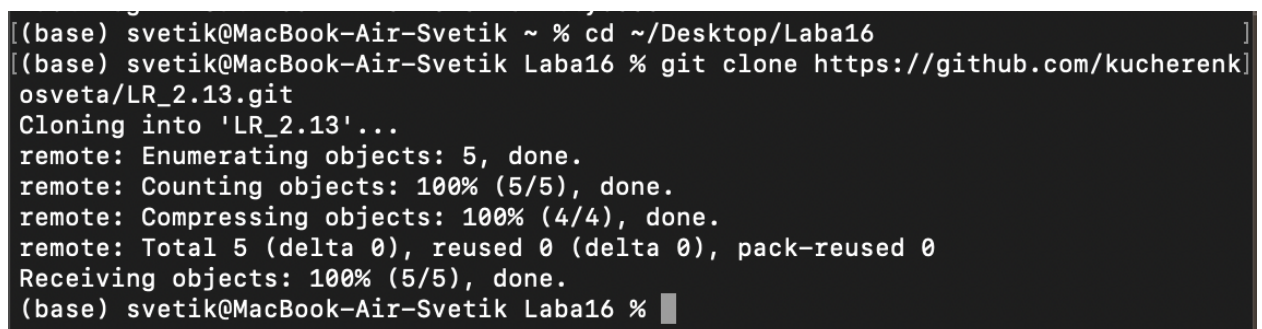 [(base) svetik@MacBook-Air-Svetik ~ % cd ~/Desktop/Laba16 ]
[(base) svetik@MacBook-Air-Svetik Laba16 % git clone https://github.com/kucherenk]
osveta/LR_2.13.git
Cloning into 'LR_2.13'...
remote: Enumerating objects: 5, done.
remote: Counting objects: 100% (5/5), done.
remote: Compressing objects: 100% (4/4), done.
remote: Total 5 (delta 0), reused 0 (delta 0), pack-reused 0
Receiving objects: 100% (5/5), done.
(base) svetik@MacBook-Air-Svetik Laba16 %